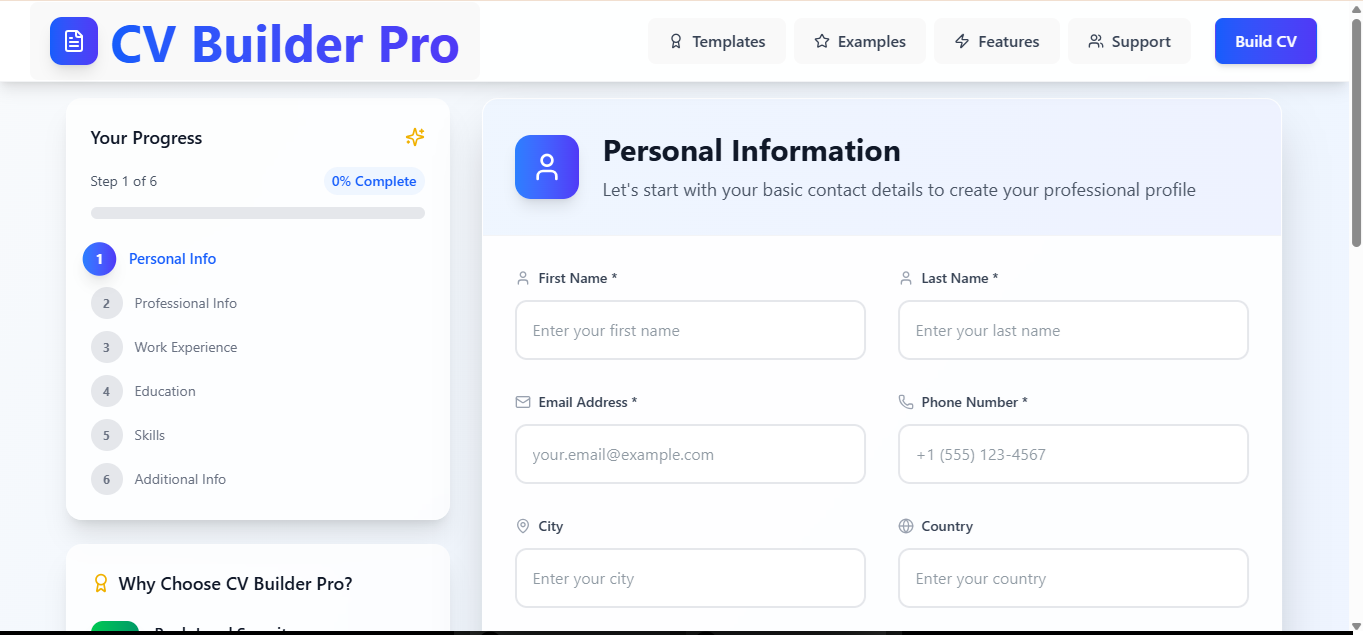 CV Builder Pro
Templates
Examples
Features
Support
Build CV
Your Progress
Step 1 of 6
0% Complete
1 Personal Info
2 Professional Info
3 Work Experience
4 Education
5 Skills
6 Additional Info
Why Choose CV Builder Pro?
Personal Information
Let's start with your basic contact details to create your professional profile
First Name *
Enter your first name
Last Name *
Enter your last name
Email Address *
your.email@example.com
Phone Number *
+1 (555) 123-4567
City
Enter your city
Country
Enter your country